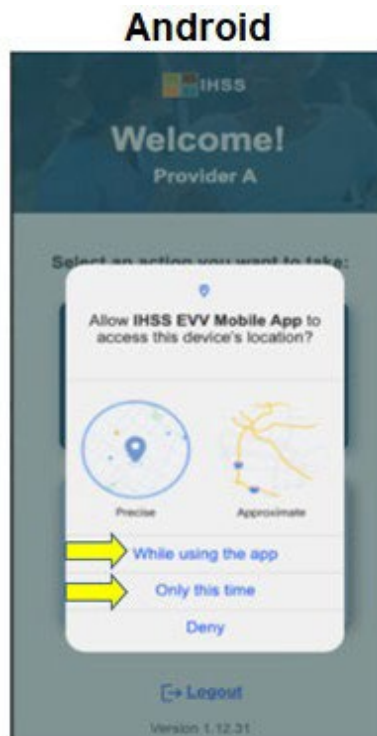 Android
IHSS
Welcome!
Provider A
Select an action you want to take:
Allow IHSS EVV Mobile App to
access this device's location?
Precise
Approximate
While using the app
Only this time
Deny
Logout
Version 1.12.31